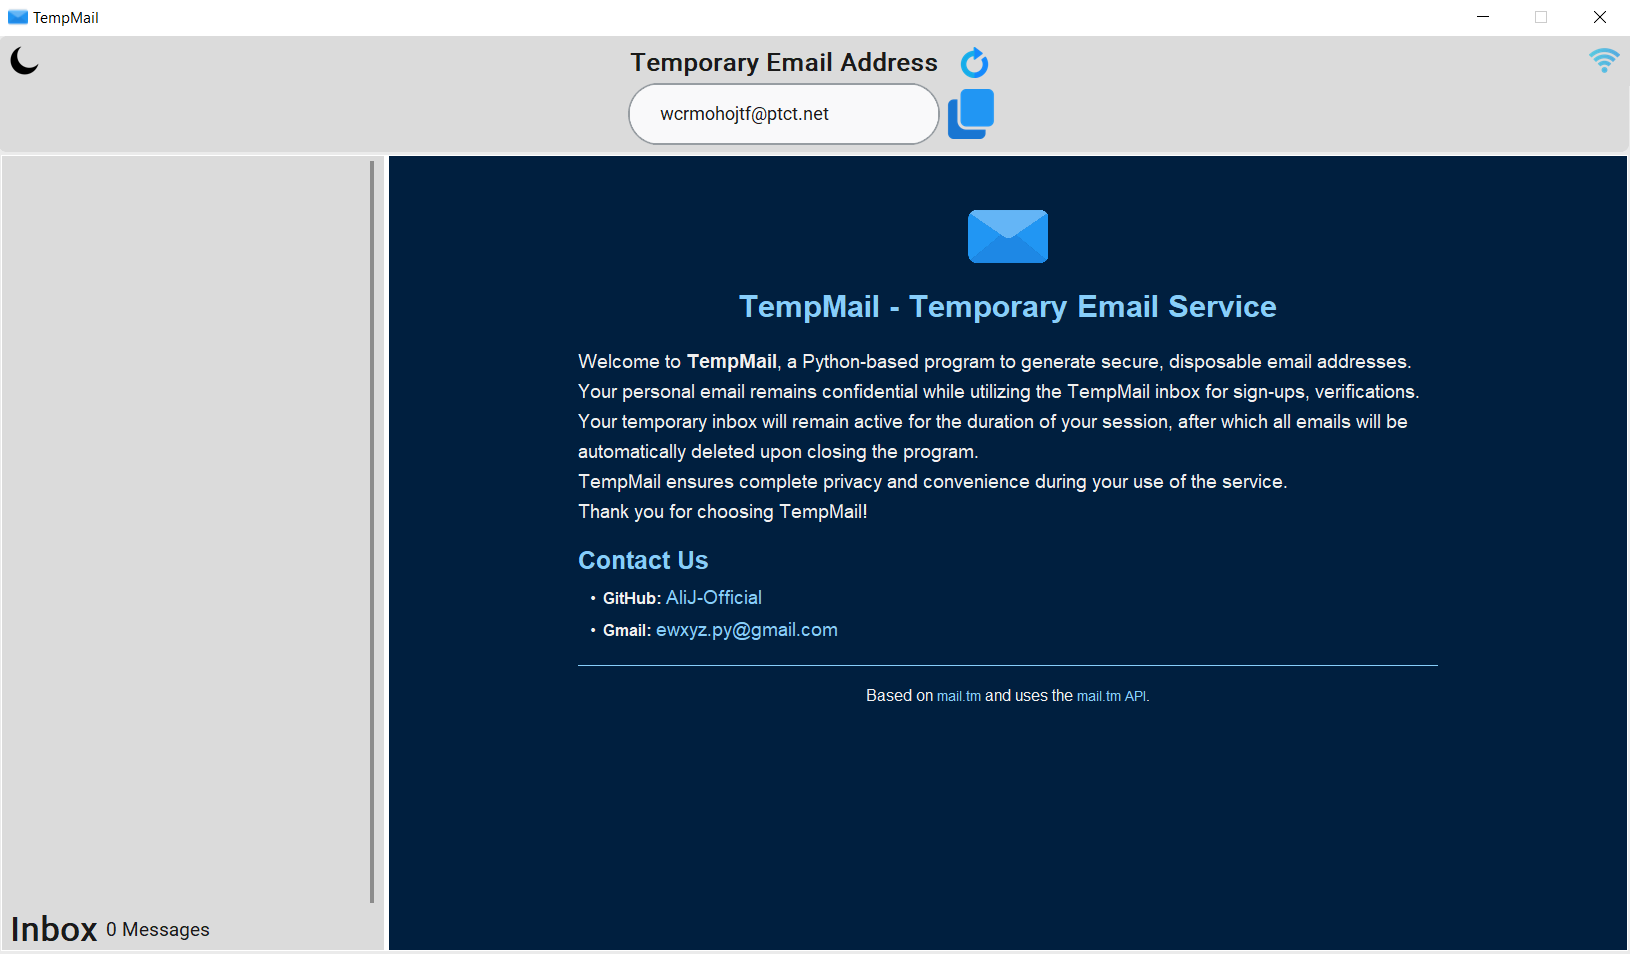 TempMail
Temporary Email Address
wcrmohojtf@ptct.net
TempMail - Temporary Email Service
Welcome to TempMail, a Python-based program to generate secure, disposable email addresses.
Your personal email remains confidential while utilizing the TempMail inbox for sign-ups, verifications.
Your temporary inbox will remain active for the duration of your session, after which all emails will be
automatically deleted upon closing the program.
TempMail ensures complete privacy and convenience during your use of the service.
Thank you for choosing TempMail!
Contact Us
• GitHub: AliJ-Official
• Gmail: ewxyz.py@gmail.com
Based on mail.tm and uses the mail.tm API.
Inbox 0 Messages